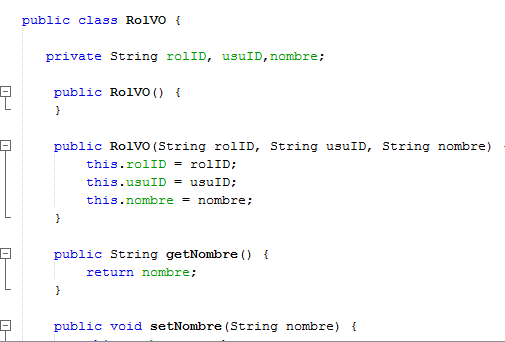 public class RolVO {
private String rolID, usuID,nombre;
public RolVO() {
}
public RolVO(String rolID, String usuID, String nombre)
this.rolID = rolID;
this.usuID = usuID;
this.nombre = nombre;
}
public String getNombre() {
return nombre;
}
public void setNombre(String nombre) {